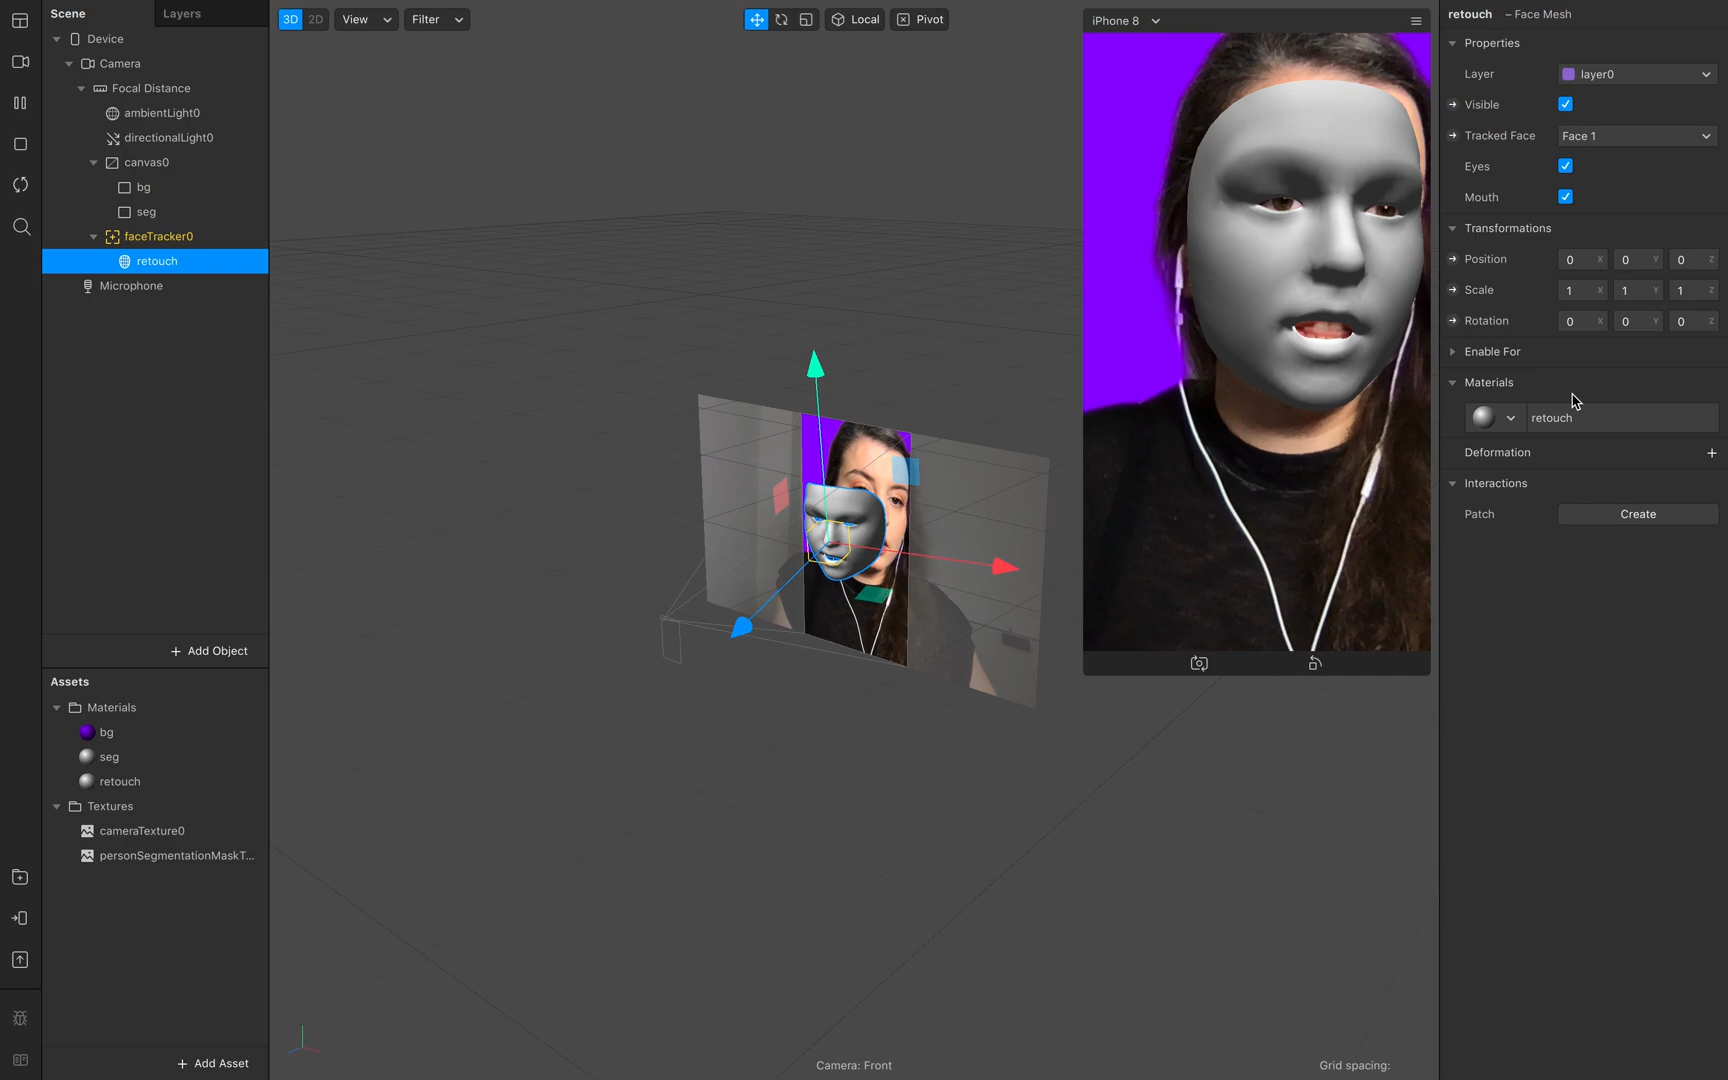 Scene
Layers
Device
Camera
Focal Distance
ambientLight0
directionalLight0
canvas0
bg
seg
faceTracker0
retouch
Microphone
+ Add Object
Assets
Materials
bg
seg
retouch
Textures
cameraTexture0
personSegmentationMaskT...
+ Add Asset
3D 2D View Filter
Local Pivot
Camera: Front
Grid spacing:
iPhone 8
retouch – Face Mesh
Properties
Layer layer0
Visible
Tracked Face Face 1
Eyes
Mouth
Transformations
Position 0 X 0 Y 0 Z
Scale 1 X 1 Y 1 Z
Rotation 0 X 0 Y 0 Z
Enable For
Materials
retouch
Deformation +
Interactions
Patch Create